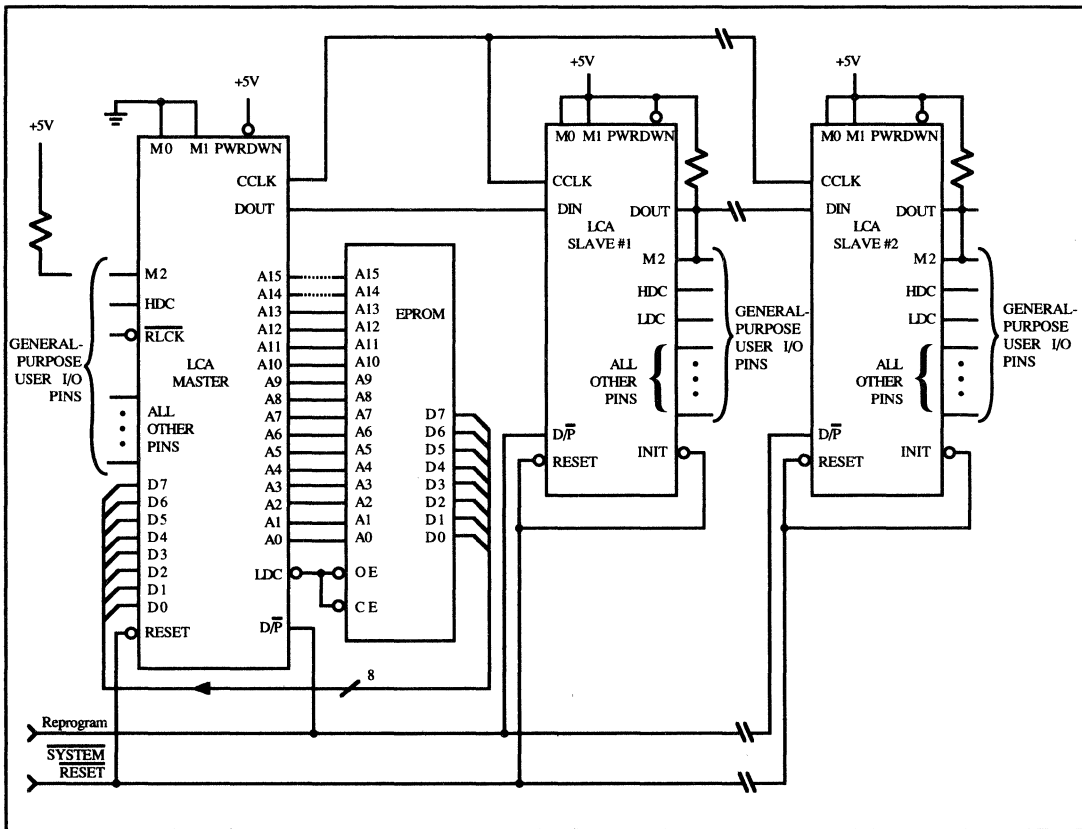 +5V
+5V
M0 M1 PWRDWN
CCLK
DOUT
M2
HDC
RLCK
GENERAL-
PURPOSE
USER I/O
PINS
LCA
MASTER
ALL
OTHER
PINS
D7
D6
D5
D4
D3
D2
D1
D0
RESET
A15
A14
A13
A12
A11
A10
A9
A8
A7
A6
A5
A4
A3
A2
A1
A0
LDC
D/P
A15
A14
A13
A12
A11
A10
A9
A8
A7
A6
A5
A4
A3
A2
A1
A0
EPROM
D7
D6
D5
D4
D3
D2
D1
D0
OE
CE
8
+5V
M0 M1 PWRDWN
CCLK
DIN
DOUT
LCA
SLAVE #1
M2
HDC
LDC
ALL
OTHER
PINS
GENERAL-
PURPOSE
USER I/O
PINS
D/P
RESET
INIT
+5V
M0 M1 PWRDWN
CCLK
DIN
DOUT
LCA
SLAVE #2
M2
HDC
LDC
ALL
OTHER
PINS
GENERAL-
PURPOSE
USER I/O
PINS
D/P
RESET
INIT
Reprogram
SYSTEM
RESET